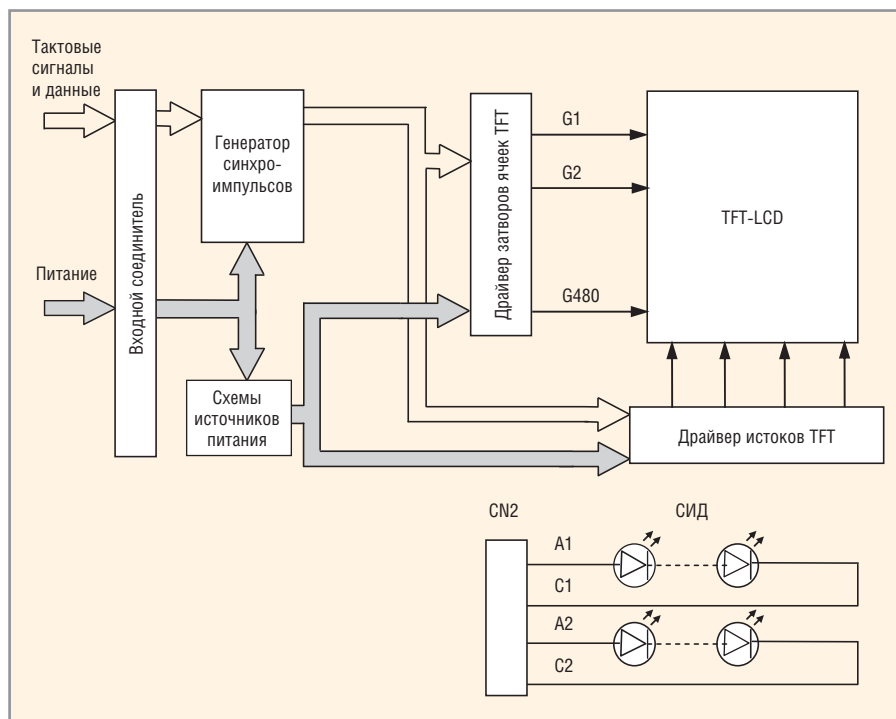 Тактовые
сигналы
и данные
Питание
Входной соединитель
Генератор
синхро-
импульсов
Схемы
источников
питания
Драйвер затворов ячеек TFT
G1
G2
G480
TFT-LCD
Драйвер истоков TFT
CN2
СИД
A1
C1
A2
C2